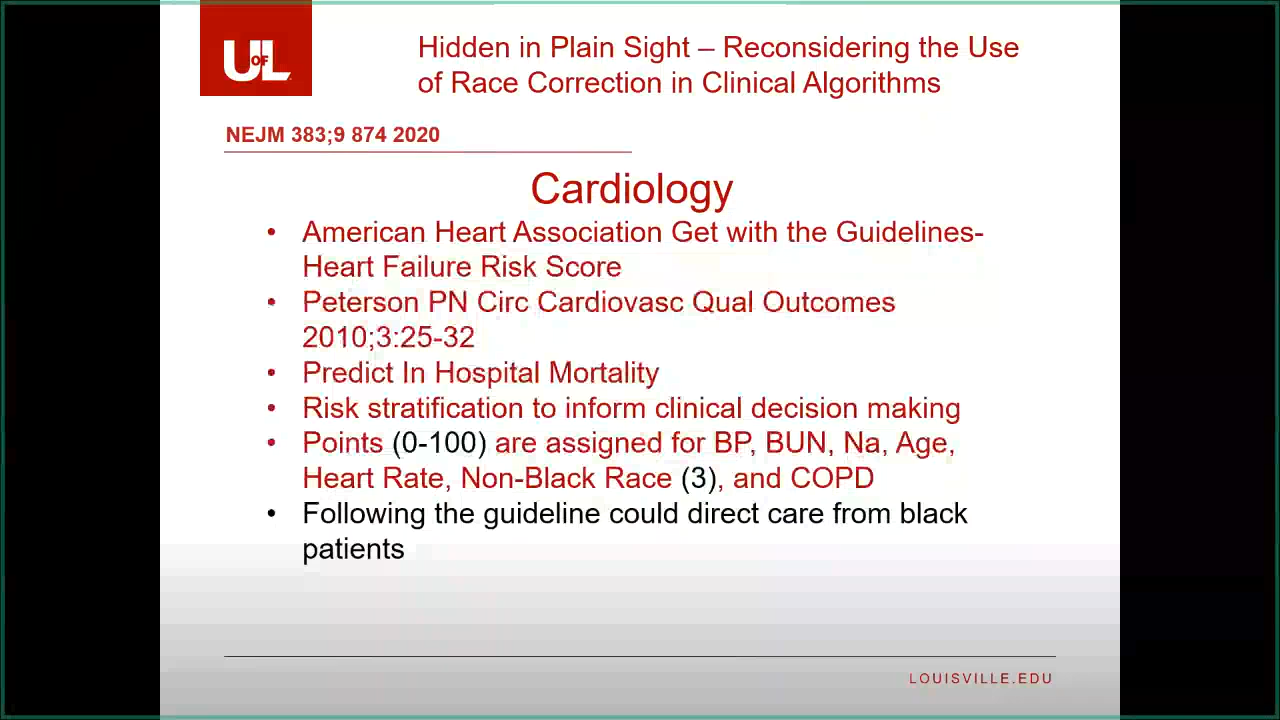 UofL
Hidden in Plain Sight – Reconsidering the Use
of Race Correction in Clinical Algorithms
NEJM 383;9 874 2020
Cardiology
• American Heart Association Get with the Guidelines-
Heart Failure Risk Score
• Peterson PN Circ Cardiovasc Qual Outcomes
2010;3:25-32
• Predict In Hospital Mortality
• Risk stratification to inform clinical decision making
• Points (0-100) are assigned for BP, BUN, Na, Age,
Heart Rate, Non-Black Race (3), and COPD
• Following the guideline could direct care from black
patients
LOUISVILLE.EDU